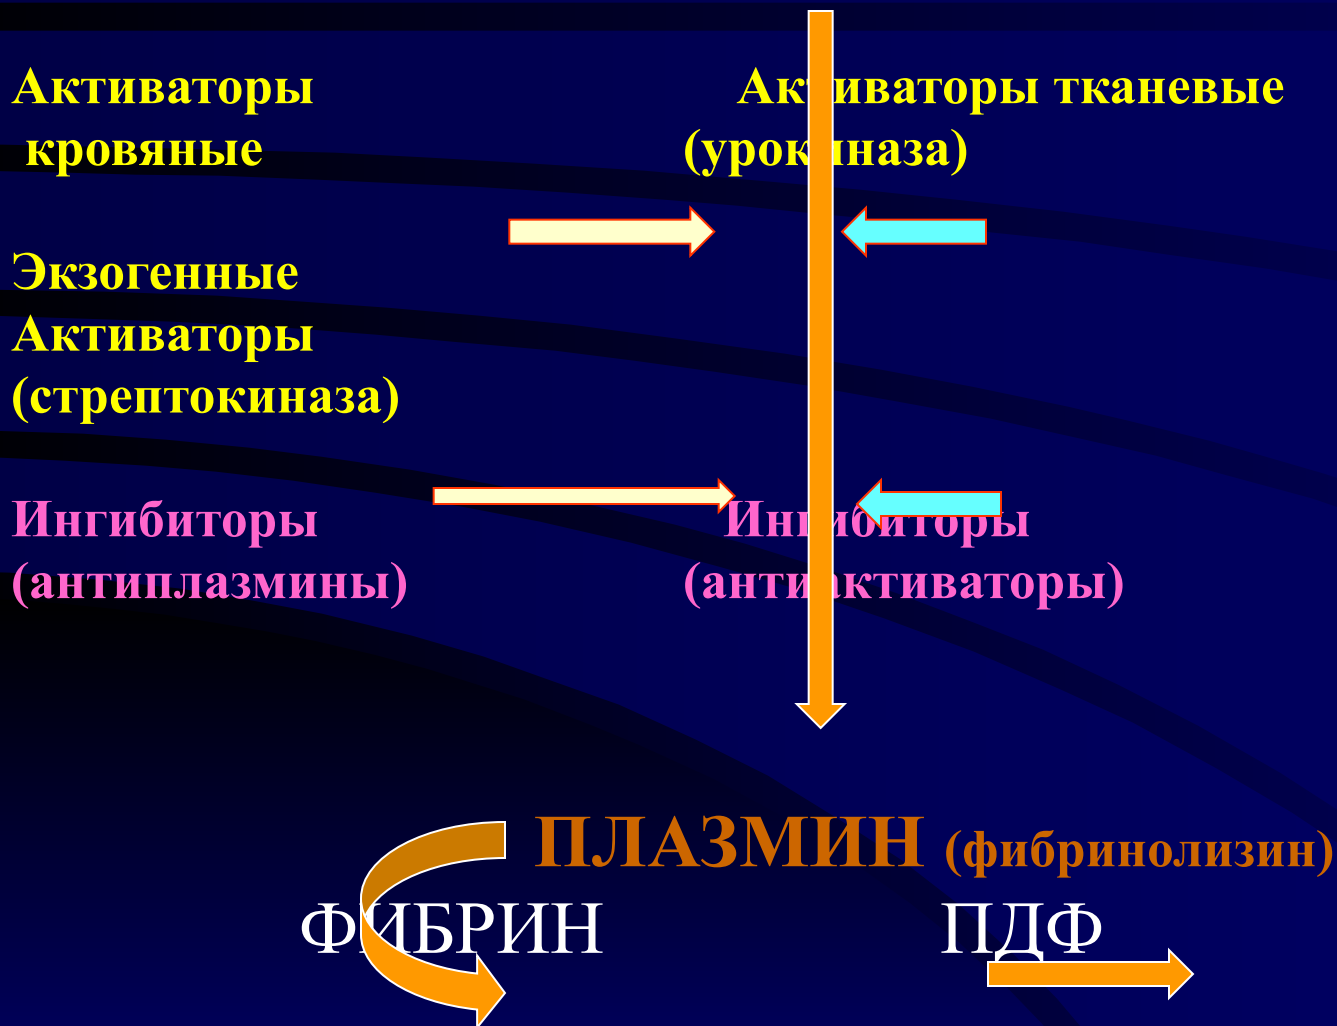 Активаторы
Активаторы тканевые
кровяные
(урокиназа)
Экзогенные
Активаторы
(стрептокиназа)
Ингибиторы
Ингибиторы
(антиплазмины)
(антиактиваторы)
ПЛАЗМИН (фибринолизин)
ФИБРИН
ПДФ